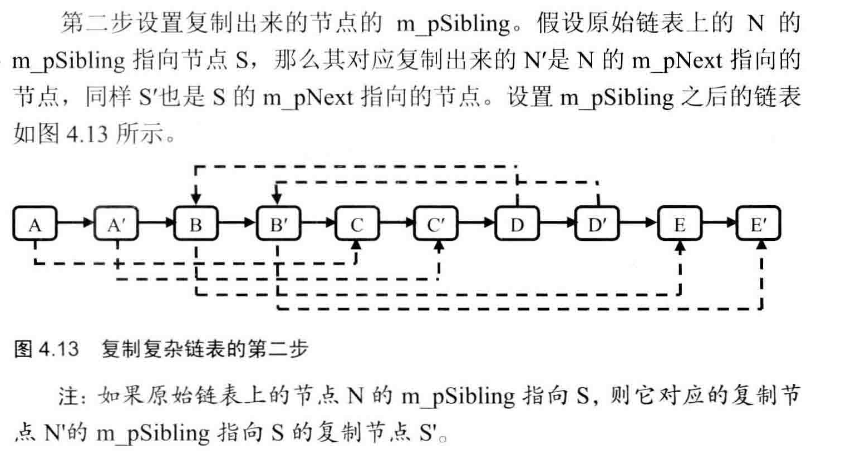 第二步设置复制出来的节点的 m_pSibling。假设原始链表上的 N 的
m_pSibling 指向节点 S，那么其对应复制出来的 N′是 N 的 m_pNext 指向的
节点，同样 S′也是 S 的 m_pNext 指向的节点。设置 m_pSibling 之后的链表
如图 4.13 所示。
A A′ B B′ C C′ D D′ E E′
图 4.13 复制复杂链表的第二步
注：如果原始链表上的节点 N 的 m_pSibling 指向 S，则它对应的复制节
点 N'的 m_pSibling 指向 S 的复制节点 S'。